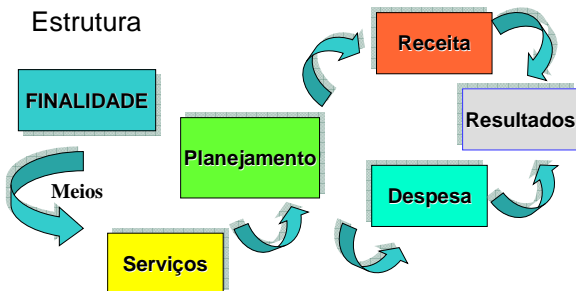 Estrutura
FINALIDADE
Meios
Serviços
Planejamento
Receita
Despesa
Resultados